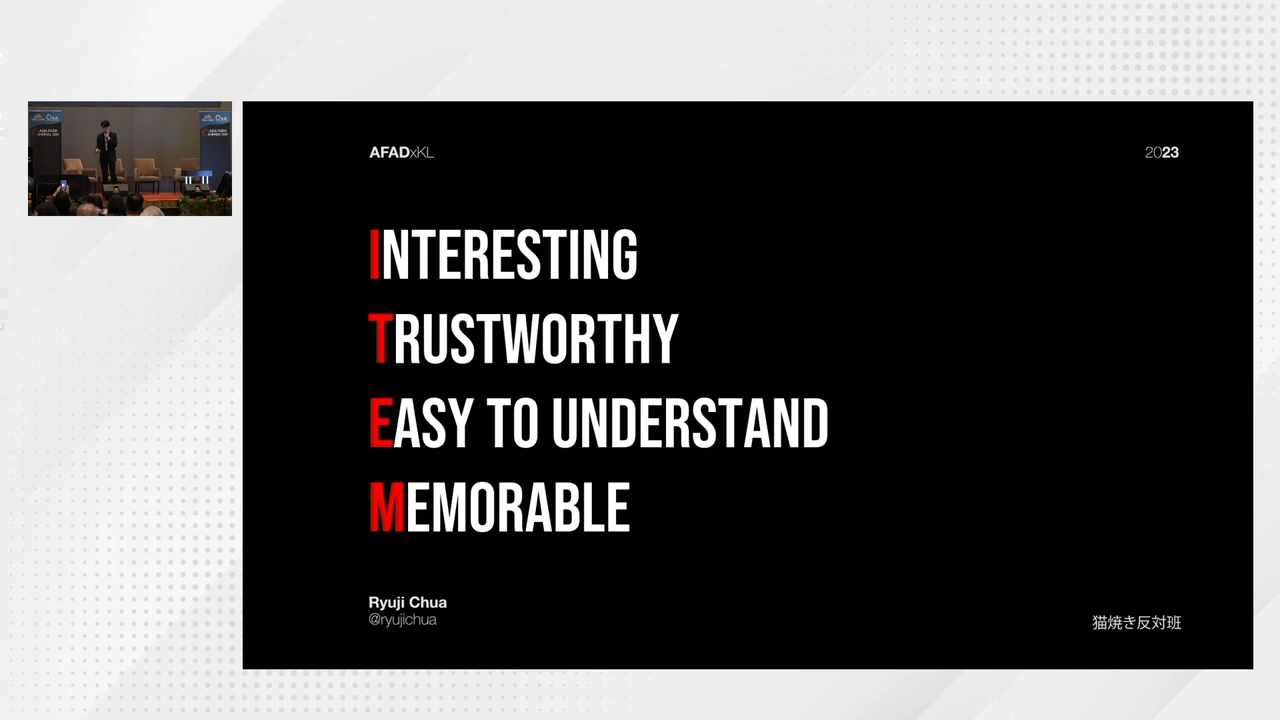 AFADxKL
2023
INTERESTING
TRUSTWORTHY
EASY TO UNDERSTAND
MEMORABLE
Ryuji Chua
@ryujichua
猫焼き反対班